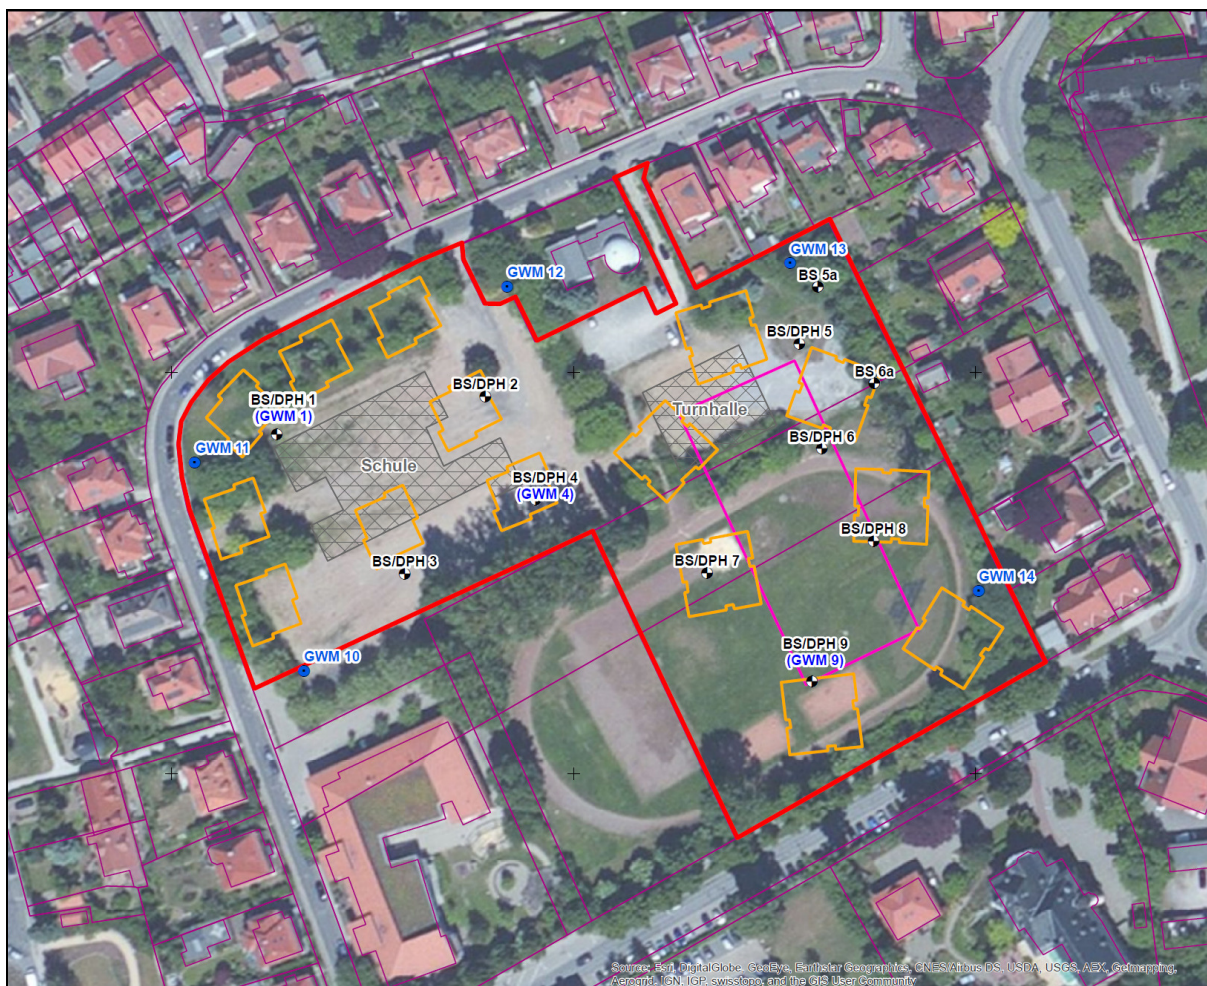 GWM 13
GWM 12
BS 5a
BS/DPH 5
BS 6a
BS/DPH 2
BS/DPH 1
(GWM 1)
Turnhalle
BS/DPH 6
GWM 11
Schule
BS/DPH 4
(GWM 4)
BS/DPH 8
BS/DPH 3
BS/DPH 7
GWM 14
BS/DPH 9
(GWM 9)
GWM 10
Source: Esri, DigitalGlobe, GeoEye, Earthstar Geographics, CNES/Airbus DS, USDA, USGS, AEX, Getmapping,
Aerogrid, IGN, IGP, swisstopo, and the GIS User Community